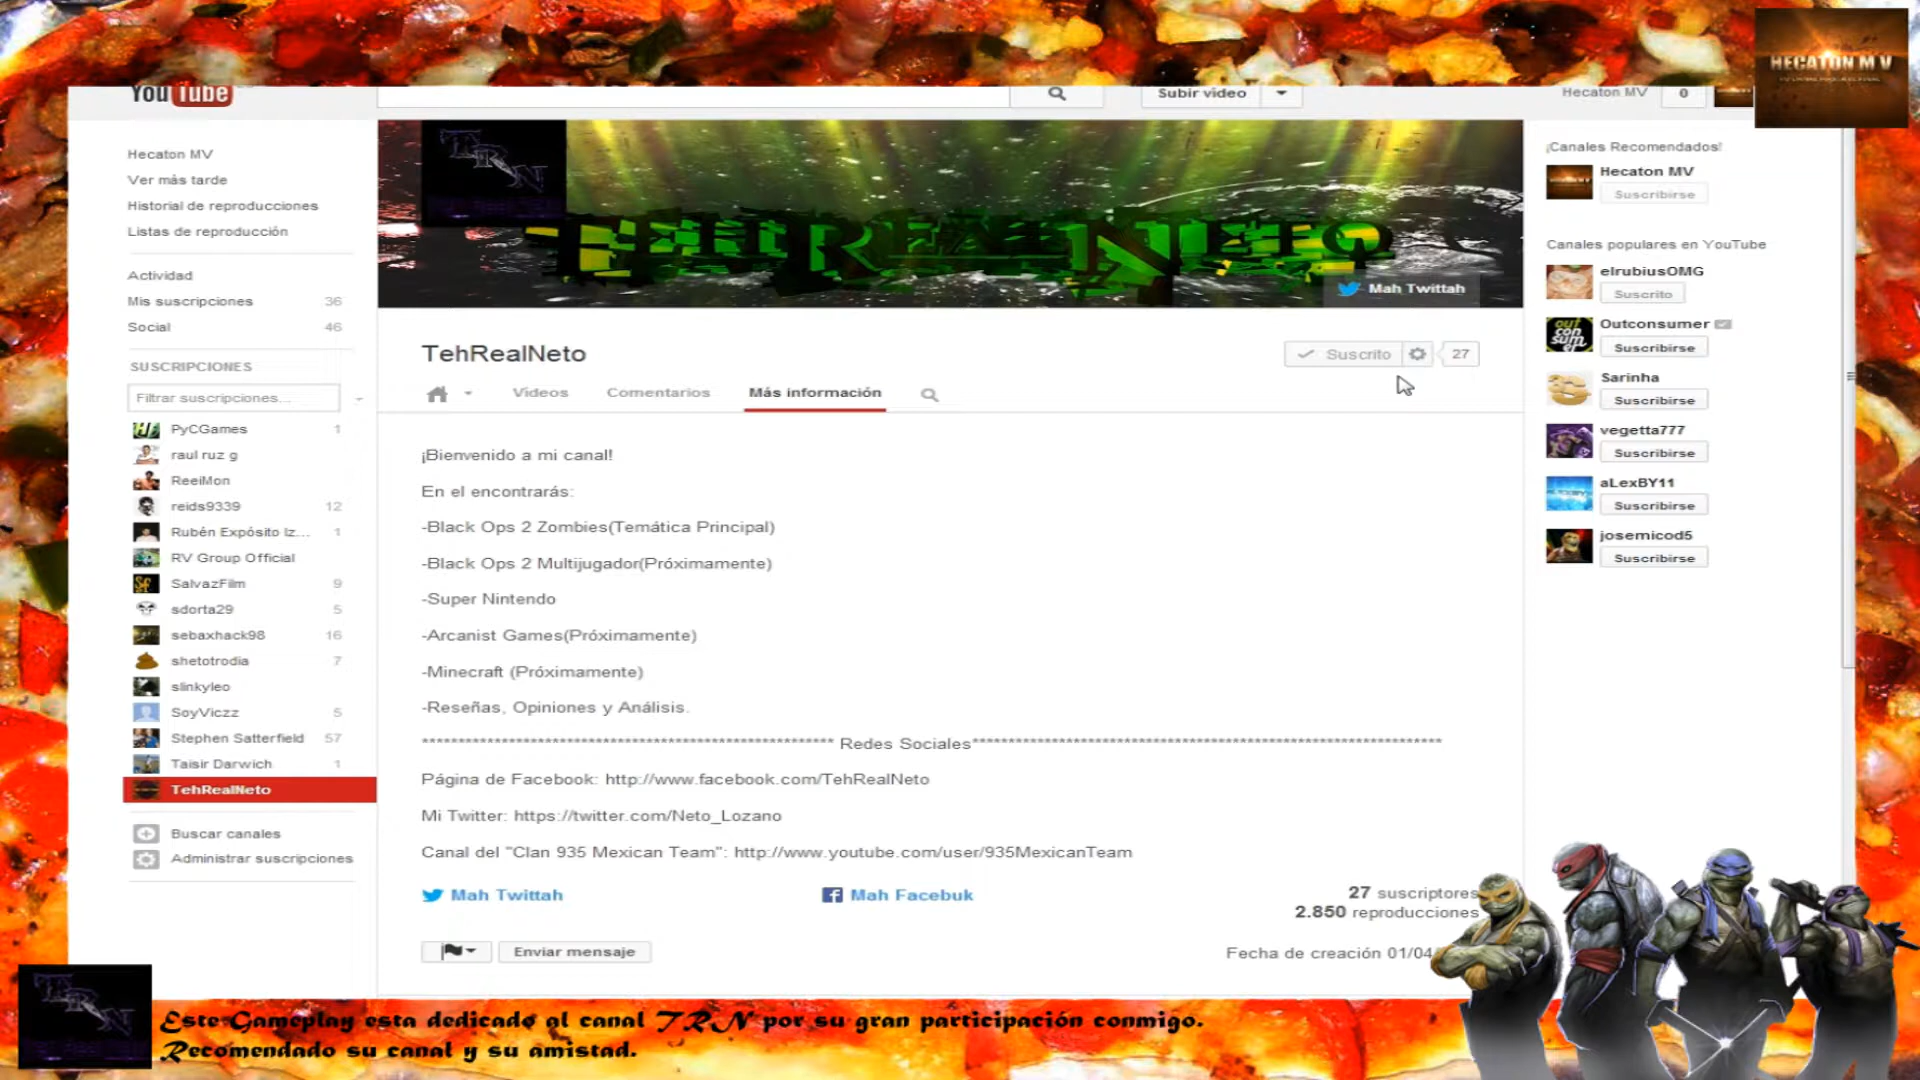 HECATON M V
YouTube
Subir vídeo
Hecaton MV
0
Hecaton MV
Ver más tarde
Historial de reproducciones
Listas de reproducción
Actividad
Mis suscripciones 36
Social 46
SUSCRIPCIONES
Filtrar suscripciones...
PyCGames 1
raul ruz g
ReeiMon
reids9339 12
Rubén Expósito Iz... 1
RV Group Official
SalvazFilm 9
sdorta29 5
sebaxhack98 16
shetotrodia 7
slinkyleo
SoyViczz 5
Stephen Satterfield 57
Taisir Darwich 1
TehRealNeto
Buscar canales
Administrar suscripciones
TRN
TehRealNeto
Mah Twittah
TehRealNeto
Suscrito 27
Vídeos Comentarios Más información
¡Bienvenido a mi canal!
En el encontrarás:
-Black Ops 2 Zombies(Temática Principal)
-Black Ops 2 Multijugador(Próximamente)
-Super Nintendo
-Arcanist Games(Próximamente)
-Minecraft (Próximamente)
-Reseñas, Opiniones y Análisis.
Redes Sociales
Página de Facebook: http://www.facebook.com/TehRealNeto
Mi Twitter: https://twitter.com/Neto_Lozano
Canal del "Clan 935 Mexican Team": http://www.youtube.com/user/935MexicanTeam
Mah Twittah
Mah Facebuk
27 suscriptores
2.850 reproducciones
Enviar mensaje
Fecha de creación 01/04
¡Canales Recomendados!
Hecaton MV
Suscribirse
Canales populares en YouTube
elrubiusOMG
Suscrito
out
con
sum
er
Outconsumer
Suscribirse
Sarinha
Suscribirse
vegetta777
Suscribirse
aLexBY11
Suscribirse
josemicod5
Suscribirse
TRN
Este Gameplay esta dedicado al canal TRN por su gran participación conmigo.
Recomendado su canal y su amistad.